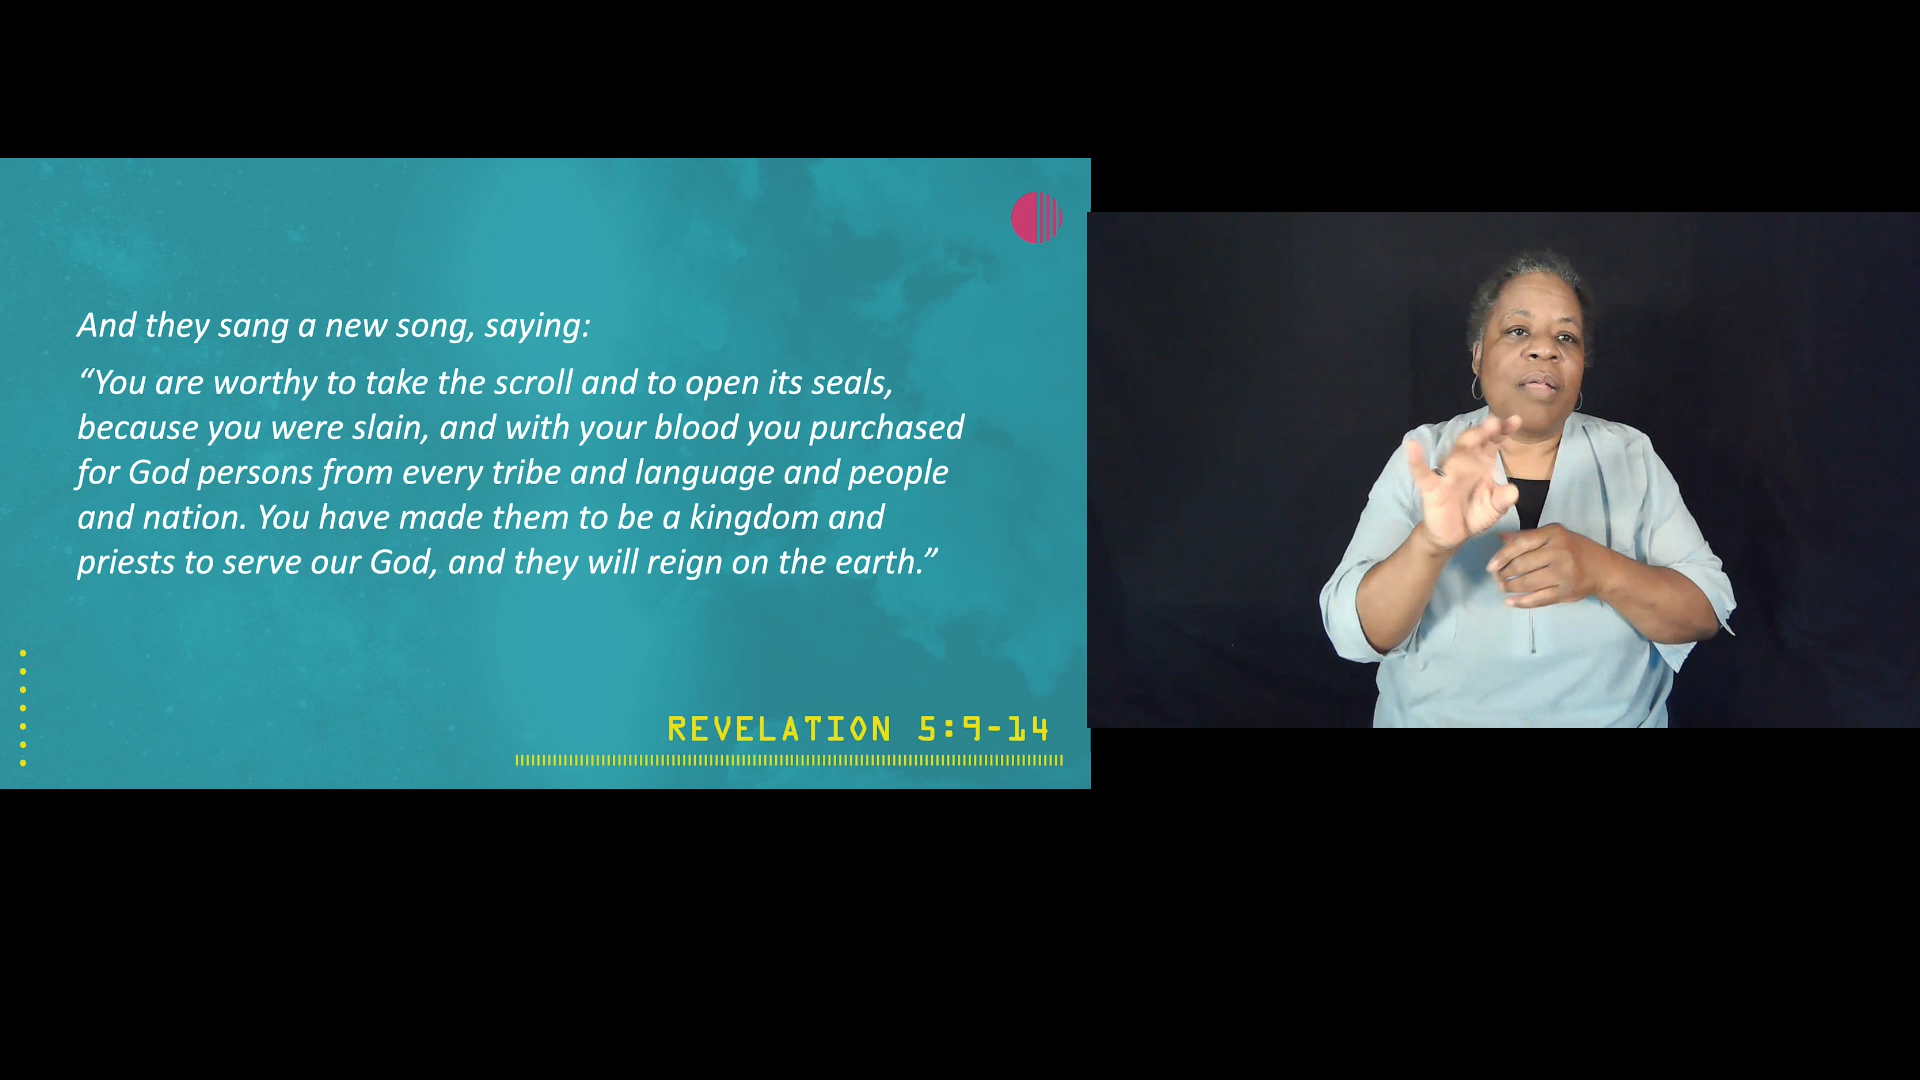 And they sang a new song, saying:
“You are worthy to take the scroll and to open its seals,
because you were slain, and with your blood you purchased
for God persons from every tribe and language and people
and nation. You have made them to be a kingdom and
priests to serve our God, and they will reign on the earth.”
REVELATION 5:9-14